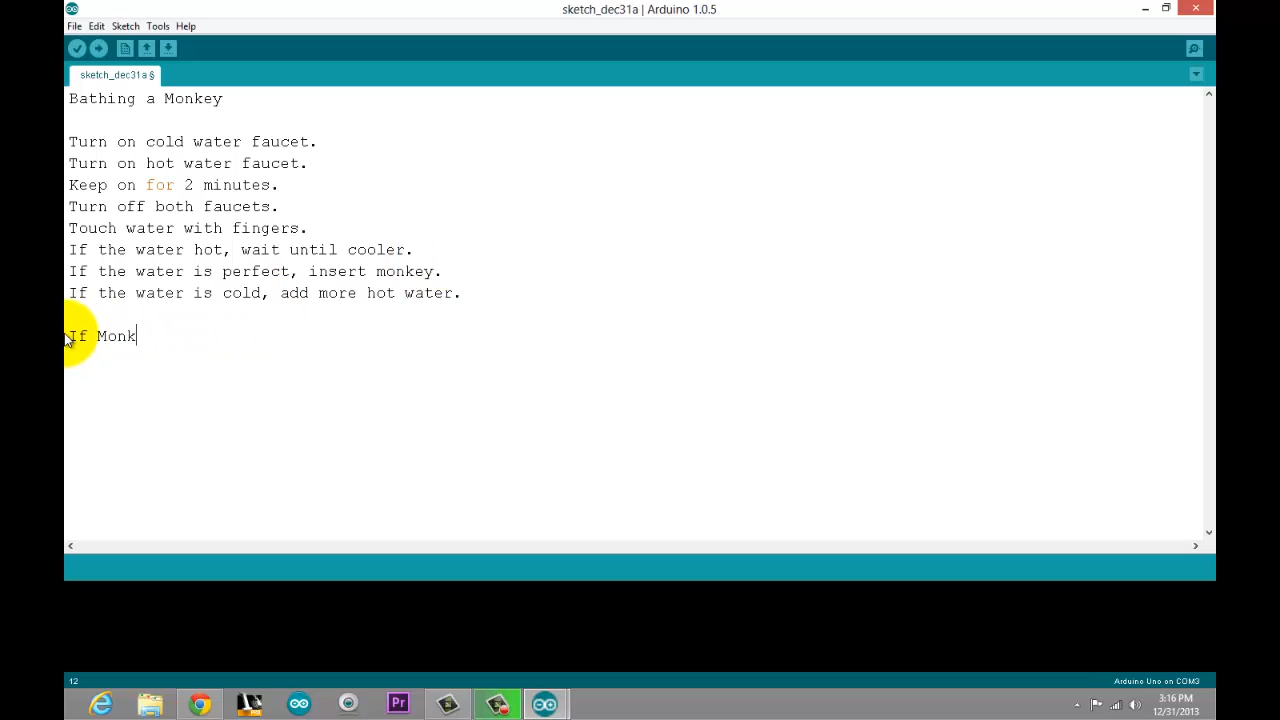 sketch_dec31a | Arduino 1.0.5
File Edit Sketch Tools Help
sketch_dec31a §
Bathing a Monkey
Turn on cold water faucet.
Turn on hot water faucet.
Keep on for 2 minutes.
Turn off both faucets.
Touch water with fingers.
If the water hot, wait until cooler.
If the water is perfect, insert monkey.
If the water is cold, add more hot water.
If Monk
12
Arduino Uno on COM3
Pr
3:16 PM
12/31/2013